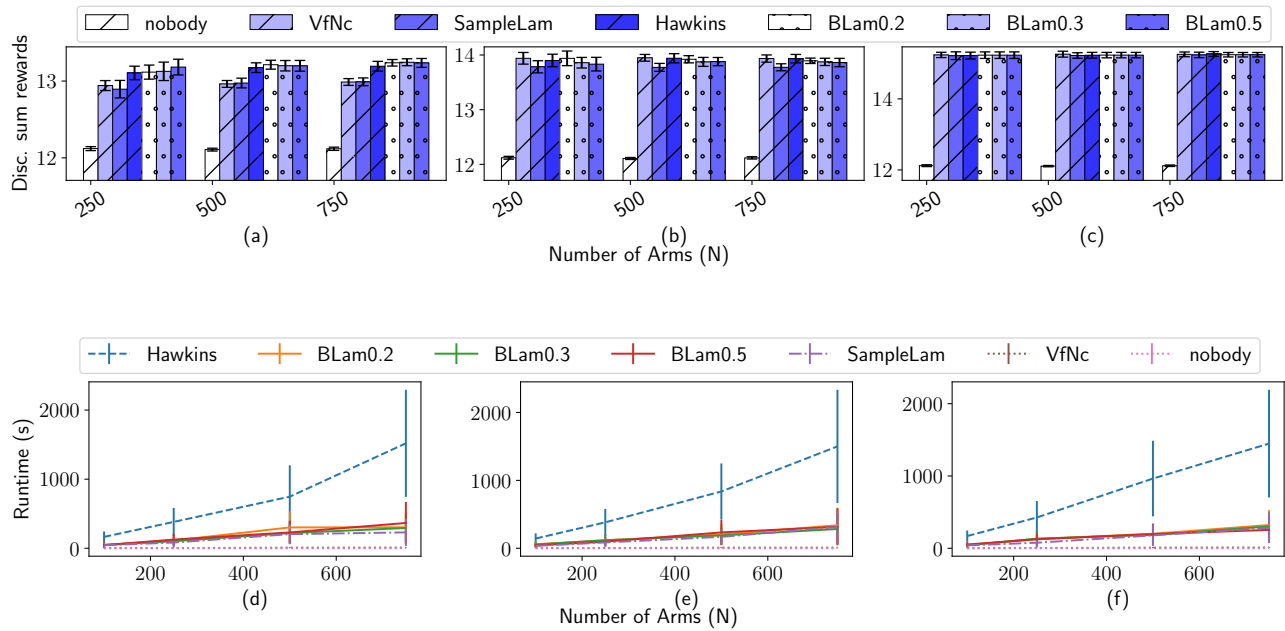 nobody VfNc SampleLam Hawkins BLam0.2 BLam0.3 BLam0.5
Disc. sum rewards
13
12
250 500 750
(a)
14
13
12
250 500 750
(b)
14
12
250 500 750
(c)
Number of Arms (N)
Hawkins BLam0.2 BLam0.3 BLam0.5 SampleLam VfNc nobody
Runtime (s)
2000
1000
0
200 400 600
(d)
2000
1000
0
200 400 600
(e)
2000
1000
0
200 400 600
(f)
Number of Arms (N)